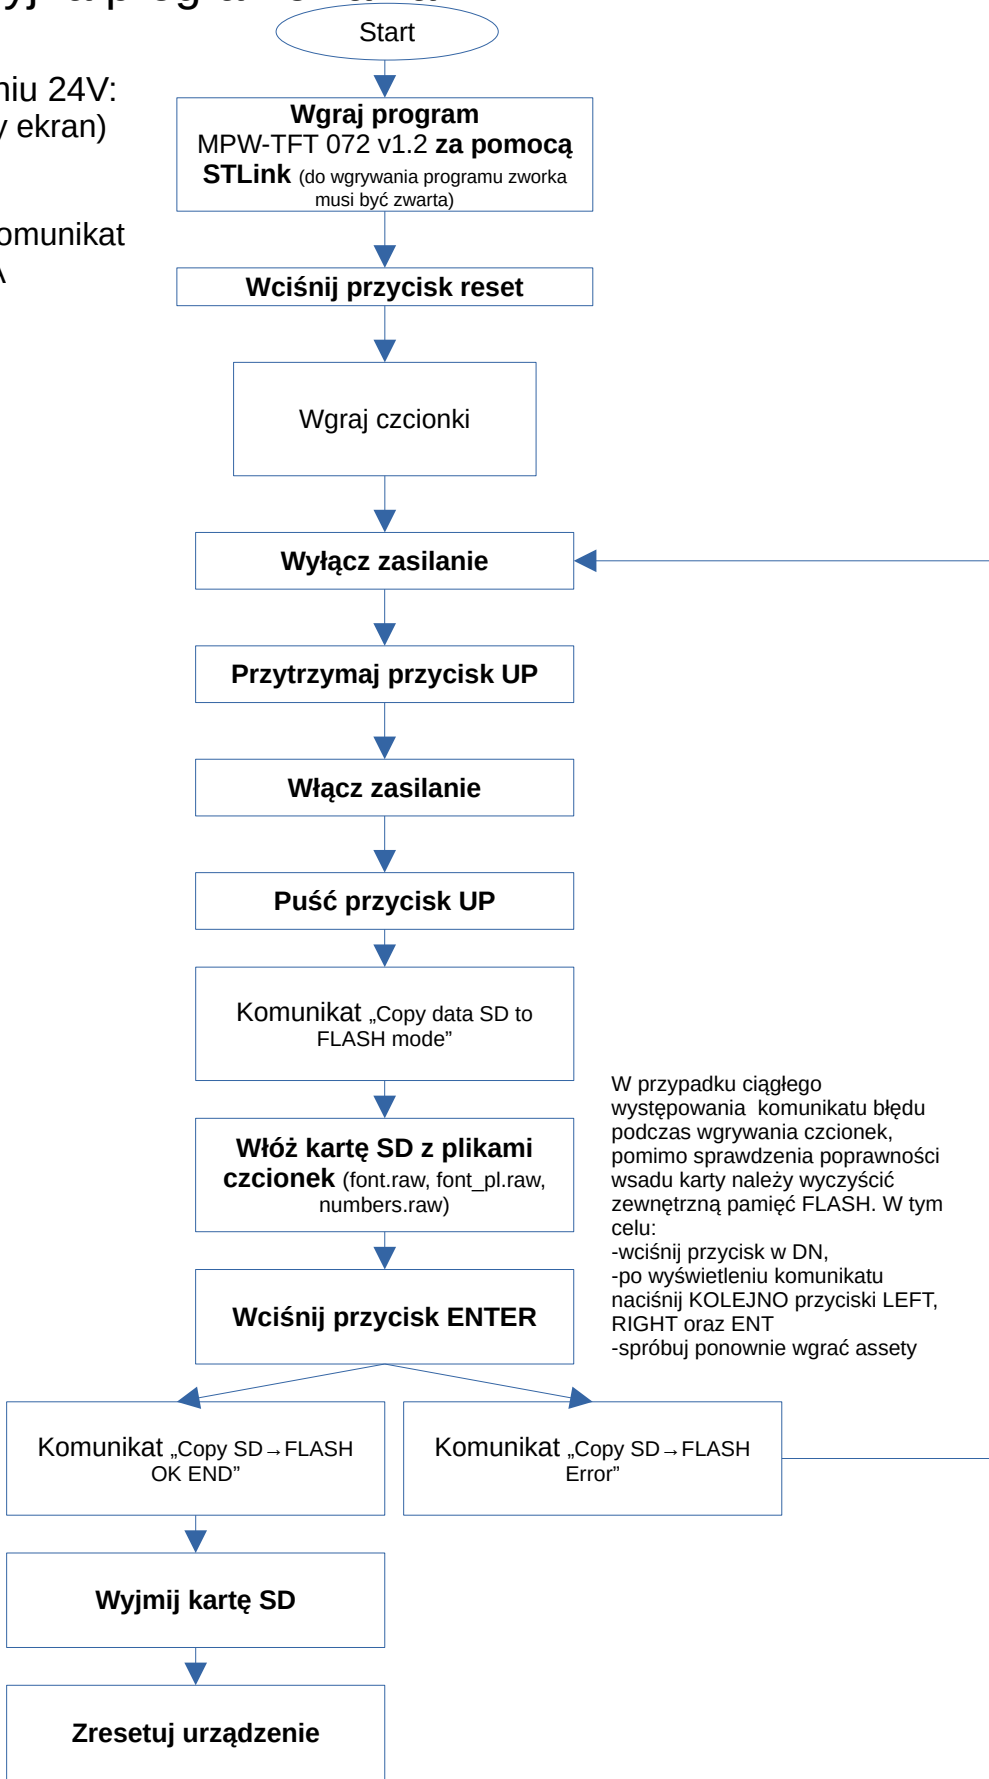 Start
niu 24V:
y ekran)
Wgraj program
MPW-TFT 072 v1.2 za pomocą
STLink (do wgrywania programu zworka
musi być zwarta)
omunikat
Wciśnij przycisk reset
Wgraj czcionki
Wyłącz zasilanie
Przytrzymaj przycisk UP
Włącz zasilanie
Puść przycisk UP
Komunikat „Copy data SD to
FLASH mode”
Włóż kartę SD z plikami
czcionek (font.raw, font_pl.raw,
numbers.raw)
Wciśnij przycisk ENTER
W przypadku ciągłego
występowania komunikatu błędu
podczas wgrywania czcionek,
pomimo sprawdzenia poprawności
wsadu karty należy wyczyścić
zewnętrzną pamięć FLASH. W tym
celu:
-wciśnij przycisk w DN,
-po wyświetleniu komunikatu
naciśnij KOLEJNO przyciski LEFT,
RIGHT oraz ENT
-spróbuj ponownie wgrać assety
Komunikat „Copy SD→FLASH
OK END”
Komunikat „Copy SD→FLASH
Error”
Wyjmij kartę SD
Zresetuj urządzenie